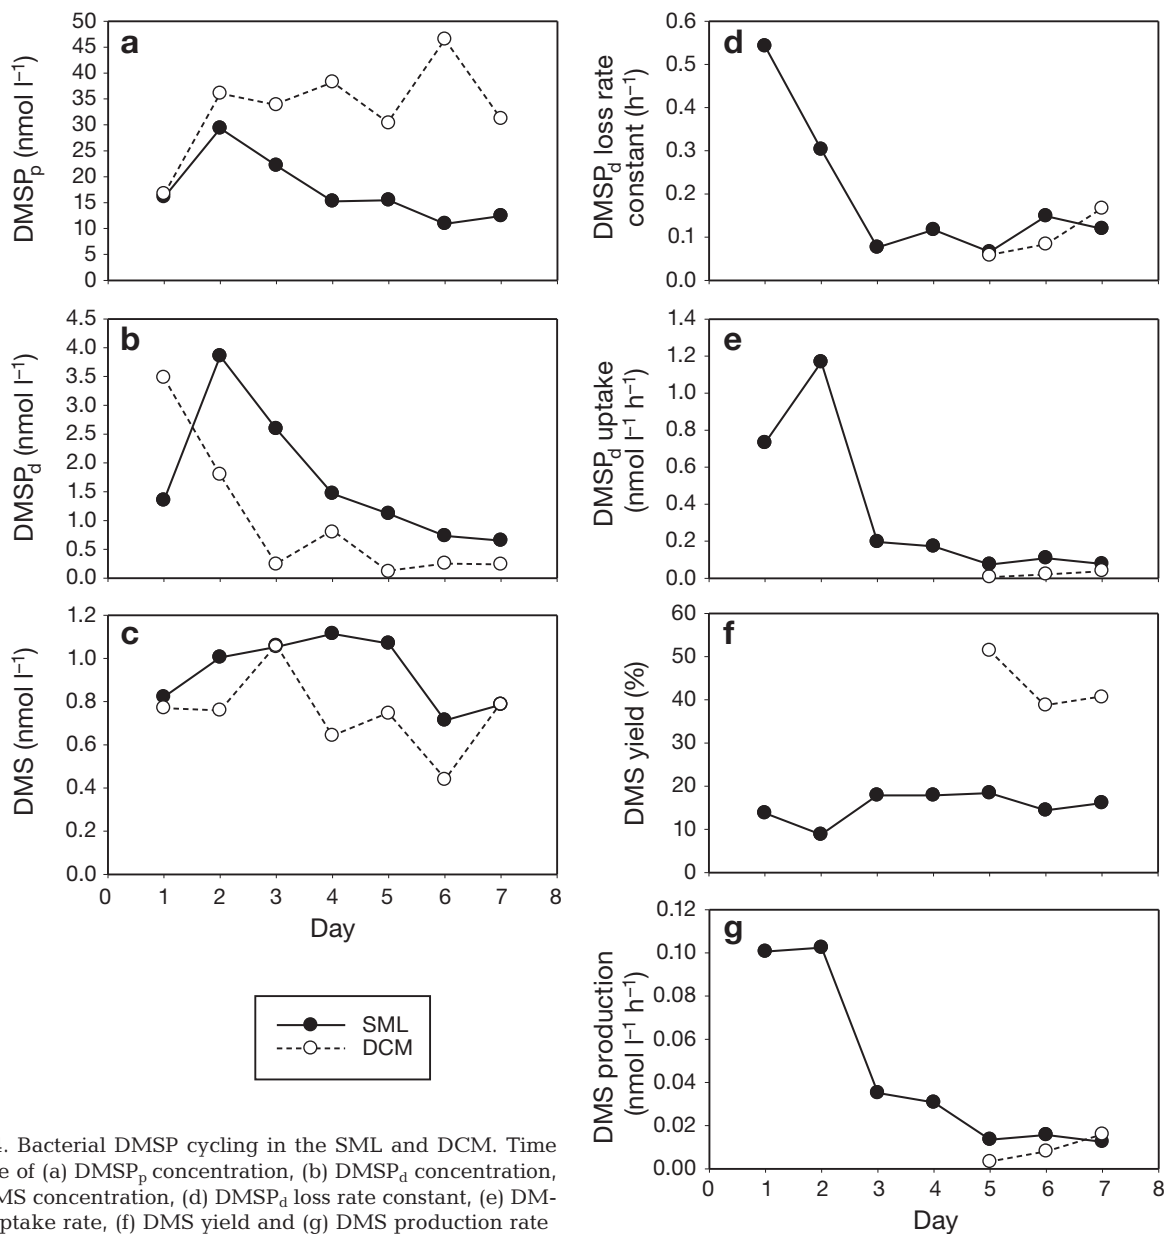 a
DMSPp (nmol l–1)
50
45
40
35
30
25
20
15
10
5
0
b
DMSPd (nmol l–1)
4.5
4.0
3.5
3.0
2.5
2.0
1.5
1.0
0.5
0.0
c
DMS (nmol l–1)
1.2
1.0
0.8
0.6
0.4
0.2
0.0
0 1 2 3 4 5 6 7 8
Day
SML
DCM
d
DMSPd loss rate
constant (h–1)
0.6
0.5
0.4
0.3
0.2
0.1
0.0
e
DMSPd uptake
(nmol l–1 h–1)
1.4
1.2
1.0
0.8
0.6
0.4
0.2
0.0
f
DMS yield (%)
60
50
40
30
20
10
0
g
DMS production
(nmol l–1 h–1)
0.12
0.10
0.08
0.06
0.04
0.02
0.00
0 1 2 3 4 5 6 7 8
Day
. Bacterial DMSP cycling in the SML and DCM. Time
e of (a) DMSPp concentration, (b) DMSPd concentration,
MS concentration, (d) DMSPd loss rate constant, (e) DM-
ptake rate, (f) DMS yield and (g) DMS production rate